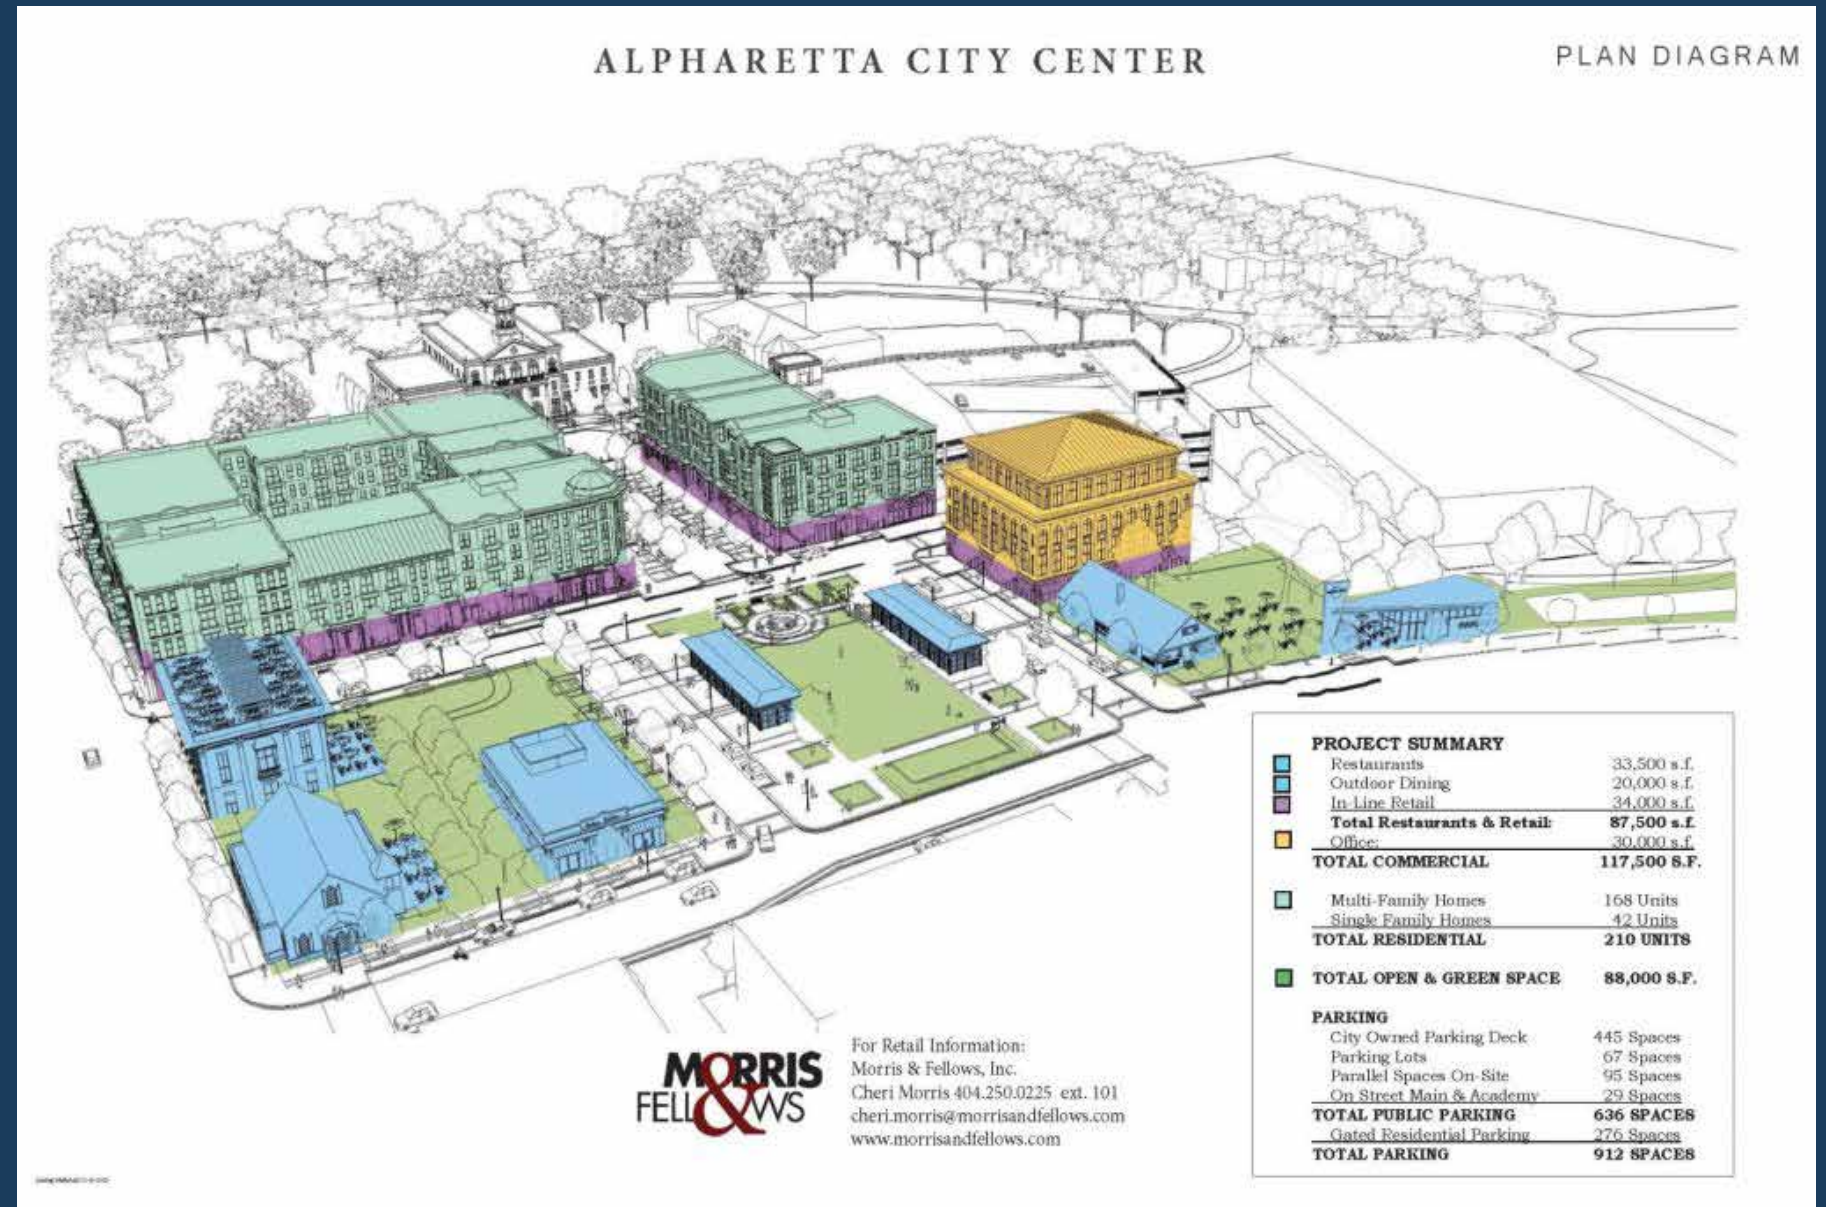 ALPHARETTA CITY CENTER
PLAN DIAGRAM
PROJECT SUMMARY
Restaurants 33,500 s.f.
Outdoor Dining 20,000 s.f.
In-Line Retail 34,000 s.f.
Total Restaurants & Retail: 87,500 s.f.
Office: 30,000 s.f.
TOTAL COMMERCIAL 117,500 S.F.
Multi-Family Homes 168 Units
Single Family Homes 42 Units
TOTAL RESIDENTIAL 210 UNITS
TOTAL OPEN & GREEN SPACE 88,000 S.F.
PARKING
City Owned Parking Deck 445 Spaces
Parking Lots 67 Spaces
Parallel Spaces On-Site 95 Spaces
On Street Main & Academy 29 Spaces
TOTAL PUBLIC PARKING 636 SPACES
Gated Residential Parking 276 Spaces
TOTAL PARKING 912 SPACES
MORRIS
&
FELLOWS
For Retail Information:
Morris & Fellows, Inc.
Cheri Morris 404.250.0225 ext. 101
cheri.morris@morrisandfellows.com
www.morrisandfellows.com